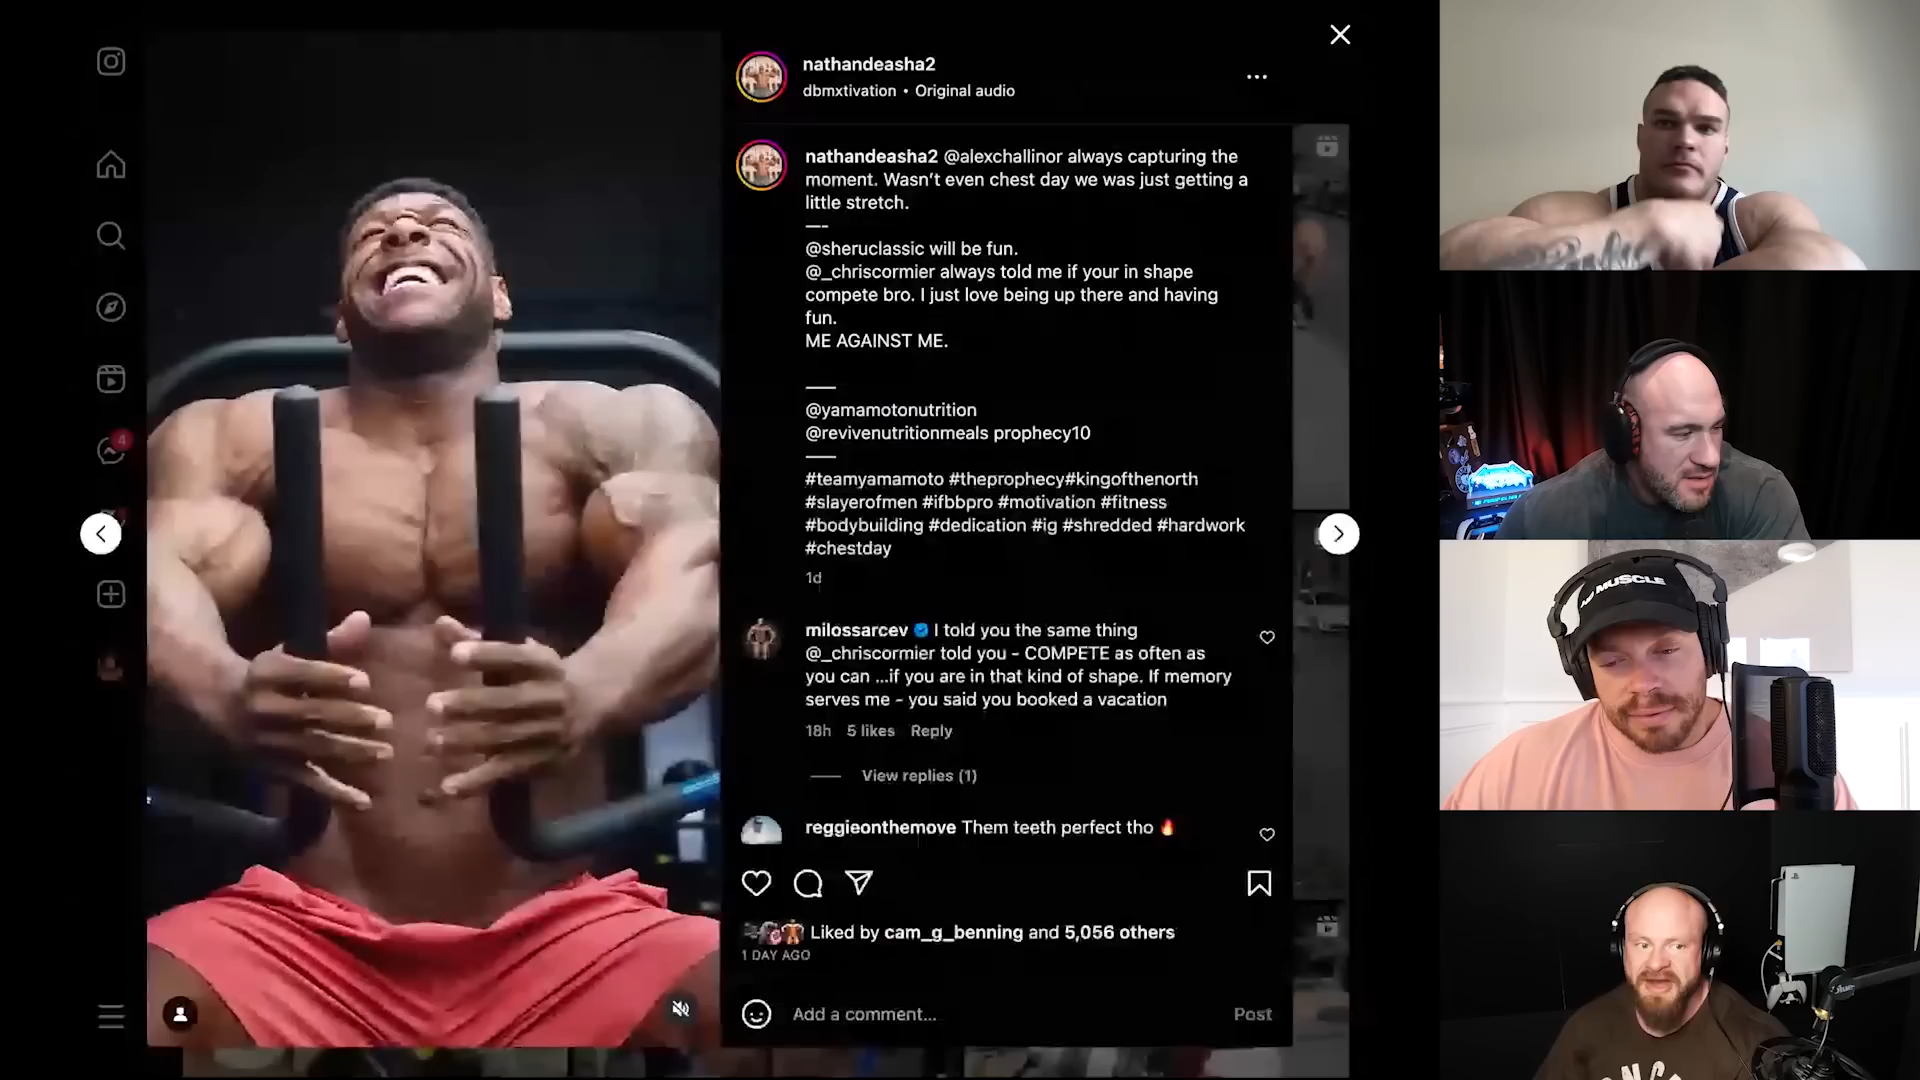 nathandeasha2
dbmxtivation • Original audio
nathandeasha2 @alexchallinor always capturing the
moment. Wasn't even chest day we was just getting a
little stretch.
—-
@sheruclassic will be fun.
@_chriscormier always told me if your in shape
compete bro. I just love being up there and having
fun.
ME AGAINST ME.
——
@yamamotonutrition
@revivenutritionmeals prophecy10
——
#teamyamamoto #theprophecy#kingofthenorth
#slayerofmen #ifbbpro #motivation #fitness
#bodybuilding #dedication #ig #shredded #hardwork
#chestday
1d
milossarcev I told you the same thing
@_chriscormier told you - COMPETE as often as
you can ...if you are in that kind of shape. If memory
serves me - you said you booked a vacation
18h 5 likes Reply
View replies (1)
reggieonthemove Them teeth perfect tho 🔥
Liked by cam_g_benning and 5,056 others
1 DAY AGO
Add a comment...
Post
4
MUSCLE